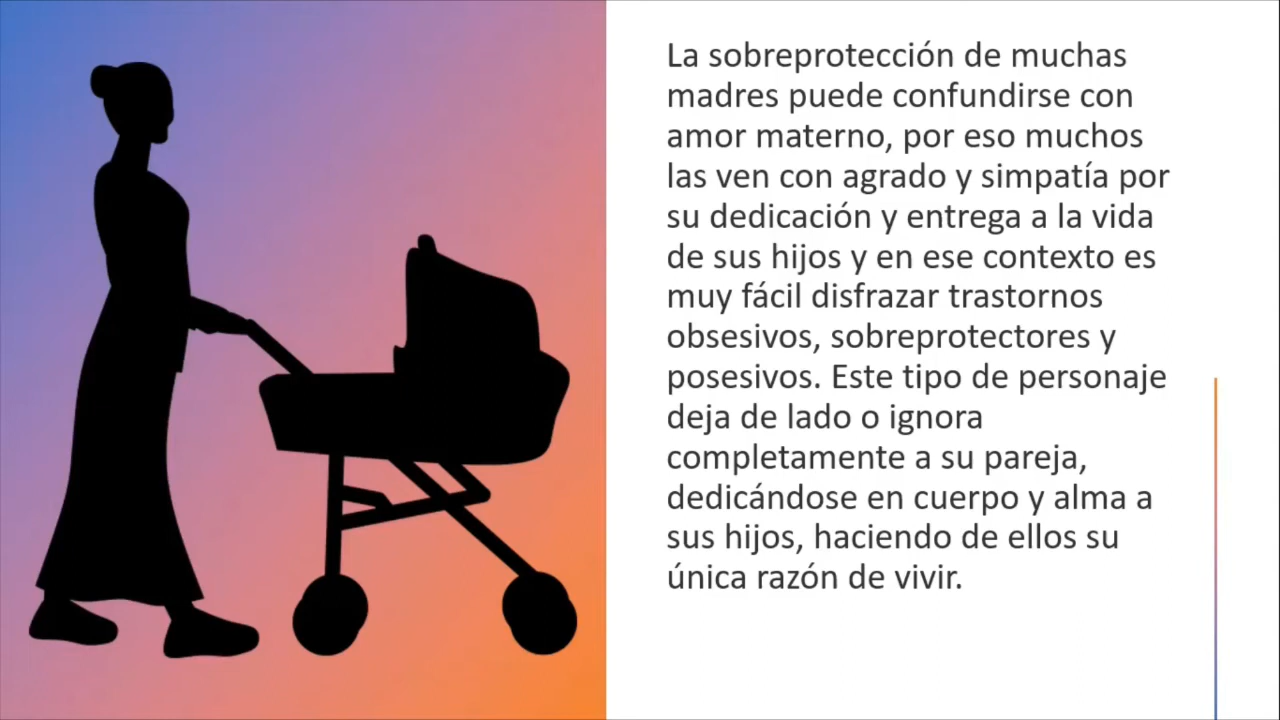 La sobreprotección de muchas
madres puede confundirse con
amor materno, por eso muchos
las ven con agrado y simpatía por
su dedicación y entrega a la vida
de sus hijos y en ese contexto es
muy fácil disfrazar trastornos
obsesivos, sobreprotectores y
posesivos. Este tipo de personaje
deja de lado o ignora
completamente a su pareja,
dedicándose en cuerpo y alma a
sus hijos, haciendo de ellos su
única razón de vivir.